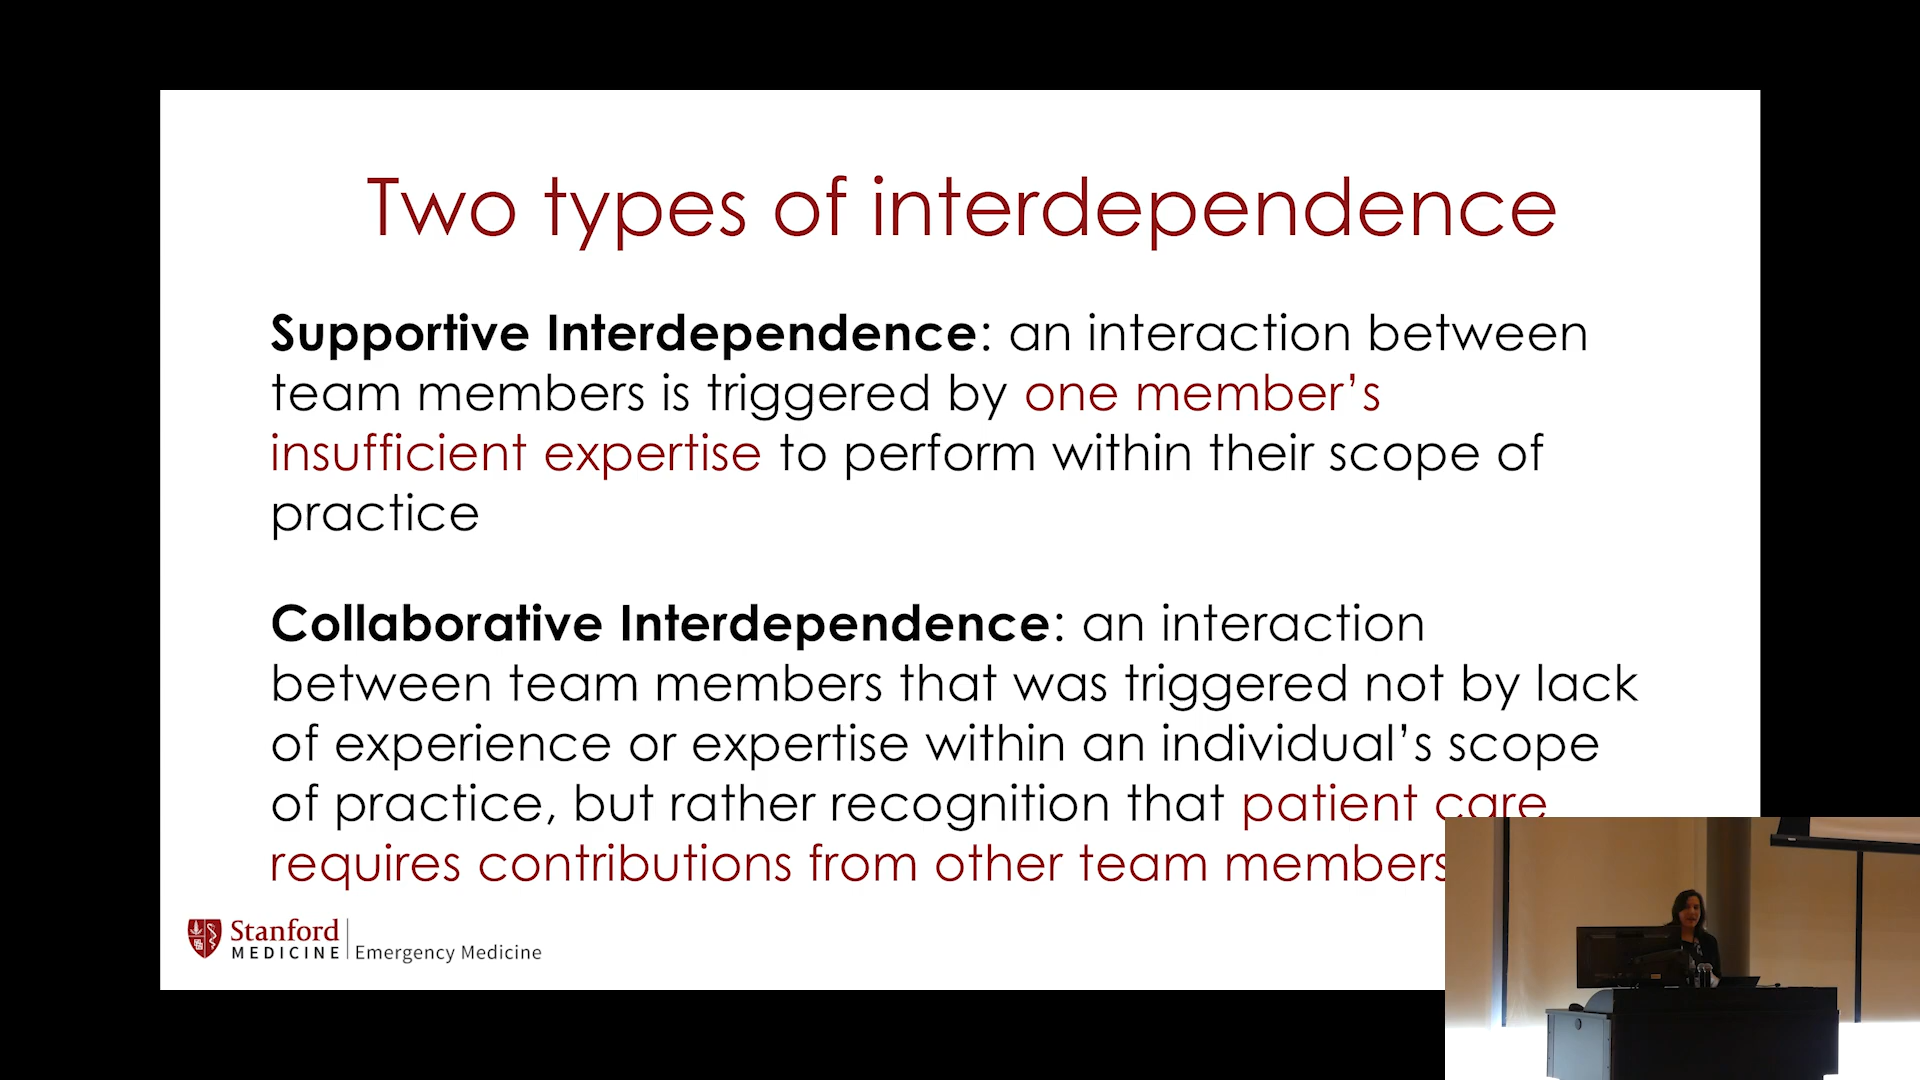 Two types of interdependence
Supportive Interdependence: an interaction between
team members is triggered by one member’s
insufficient expertise to perform within their scope of
practice
Collaborative Interdependence: an interaction
between team members that was triggered not by lack
of experience or expertise within an individual’s scope
of practice, but rather recognition that patient care
requires contributions from other team members
Stanford
MEDICINE
Emergency Medicine